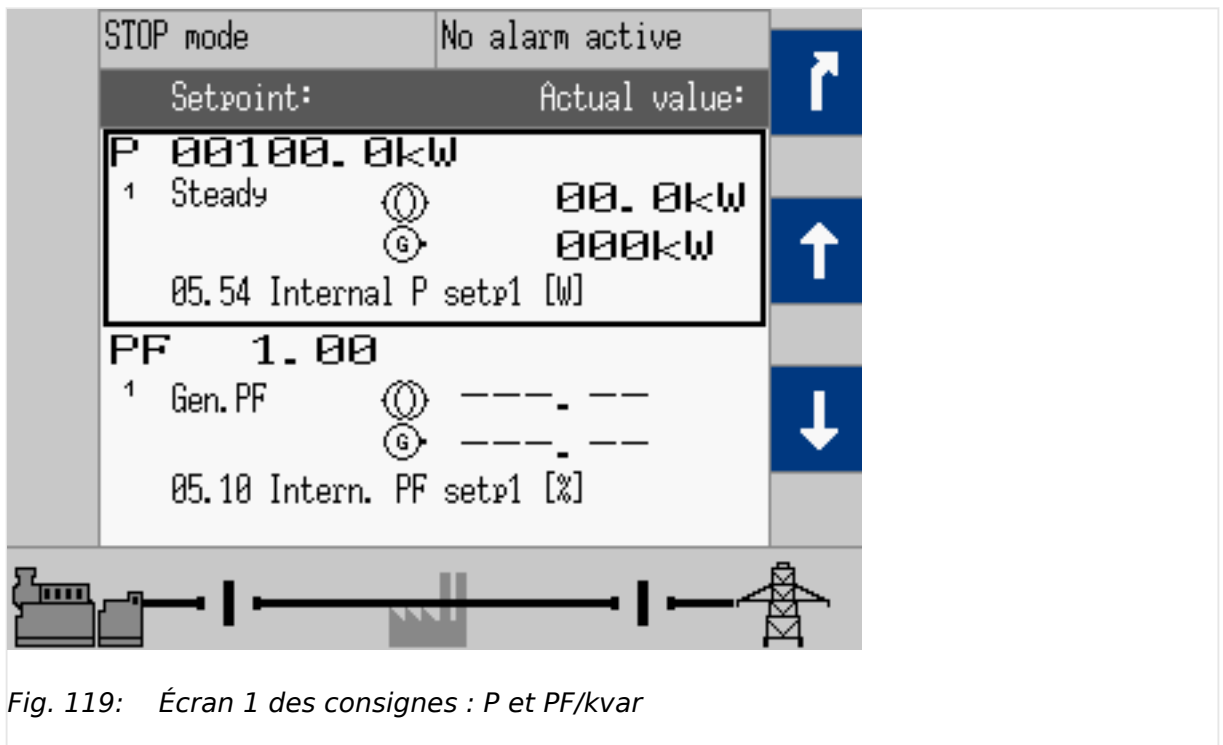 STOP mode No alarm active
Setpoint: Actual value:
P 00100.0kW
1 Steady 00.0kW
G 000kW
05.54 Internal P setp1 [W]
PF 1.00
1 Gen.PF ---.--
G ---.--
05.10 Intern. PF setp1 [%]
Fig. 119: Écran 1 des consignes : P et PF/kvar